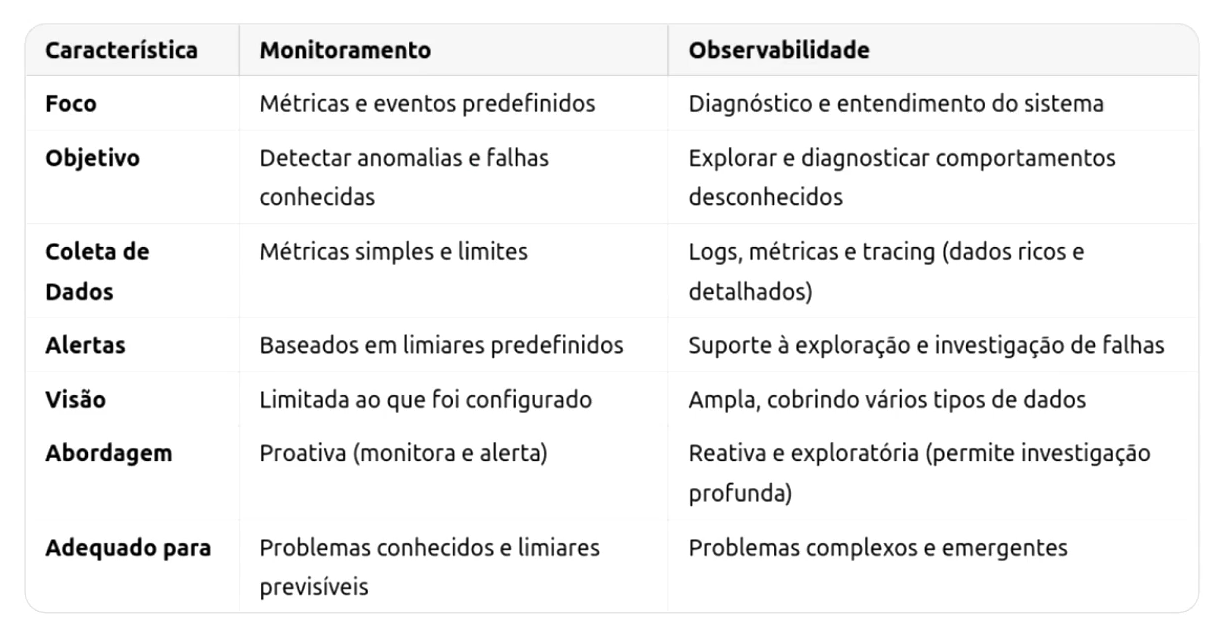 Característica Monitoramento Observabilidade
Foco Métricas e eventos predefinidos Diagnóstico e entendimento do sistema
Objetivo Detectar anomalias e falhas Explorar e diagnosticar comportamentos
conhecidas desconhecidos
Coleta de Métricas simples e limites Logs, métricas e tracing (dados ricos e
Dados detalhados)
Alertas Baseados em limiares predefinidos Suporte à exploração e investigação de falhas
Visão Limitada ao que foi configurado Ampla, cobrindo vários tipos de dados
Abordagem Proativa (monitora e alerta) Reativa e exploratória (permite investigação
profunda)
Adequado para Problemas conhecidos e limiares Problemas complexos e emergentes
previsíveis